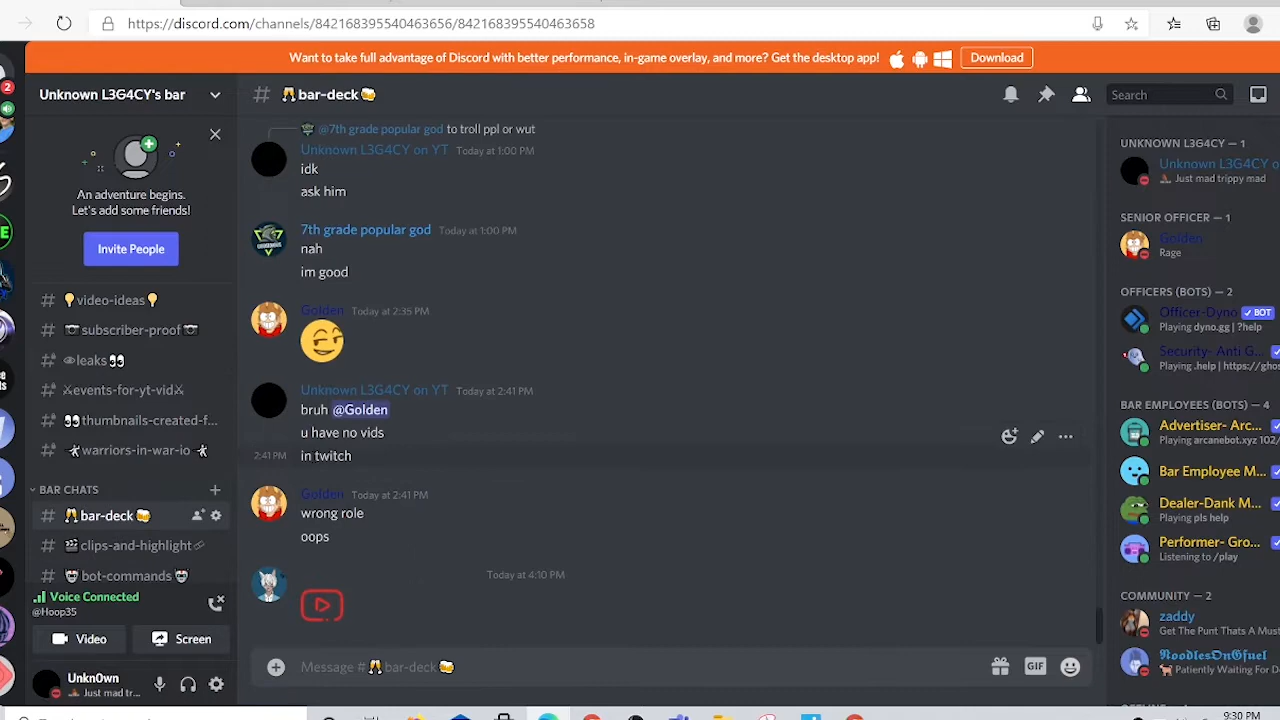 https://discord.com/channels/842168395540463656/842168395540463658
Want to take full advantage of Discord with better performance, in-game overlay, and more? Get the desktop app!
Download
2
Unknown L3G4CY's bar
An adventure begins.
Let's add some friends!
Invite People
video-ideas
subscriber-proof
leaks
events-for-yt-vid
thumbnails-created-f...
warriors-in-war-io
BAR CHATS
bar-deck
clips-and-highlight
bot-commands
Voice Connected
@Hoop35
Video
Screen
Unkn0wn
Just mad tr...
# bar-deck
Search
@7th grade popular god to troll ppl or wut
Unknown L3G4CY on YT Today at 1:00 PM
idk
ask him
7th grade popular god Today at 1:00 PM
nah
im good
Golden Today at 2:35 PM
Unknown L3G4CY on YT Today at 2:41 PM
bruh @Golden
u have no vids
2:41 PM in twitch
Golden Today at 2:41 PM
wrong role
oops
Today at 4:10 PM
Message # bar-deck
GIF
UNKNOWN L3G4CY — 1
Unknown L3G4CY o
Just mad trippy mad
SENIOR OFFICER — 1
Golden
Rage
OFFICERS (BOTS) — 2
Officer-Dyno BOT
Playing dyno.gg | ?help
Security- Anti G...
Playing .help | https://ghos
BAR EMPLOYEES (BOTS) — 4
Advertiser- Arc...
Playing arcanebot.xyz 102/
Bar Employee M...
Dealer-Dank M...
Playing pls help
Performer- Gro...
Listening to /play
COMMUNITY — 2
zaddy
Get The Punt Thats A Must
Patiently Waiting For D
9:30 PM